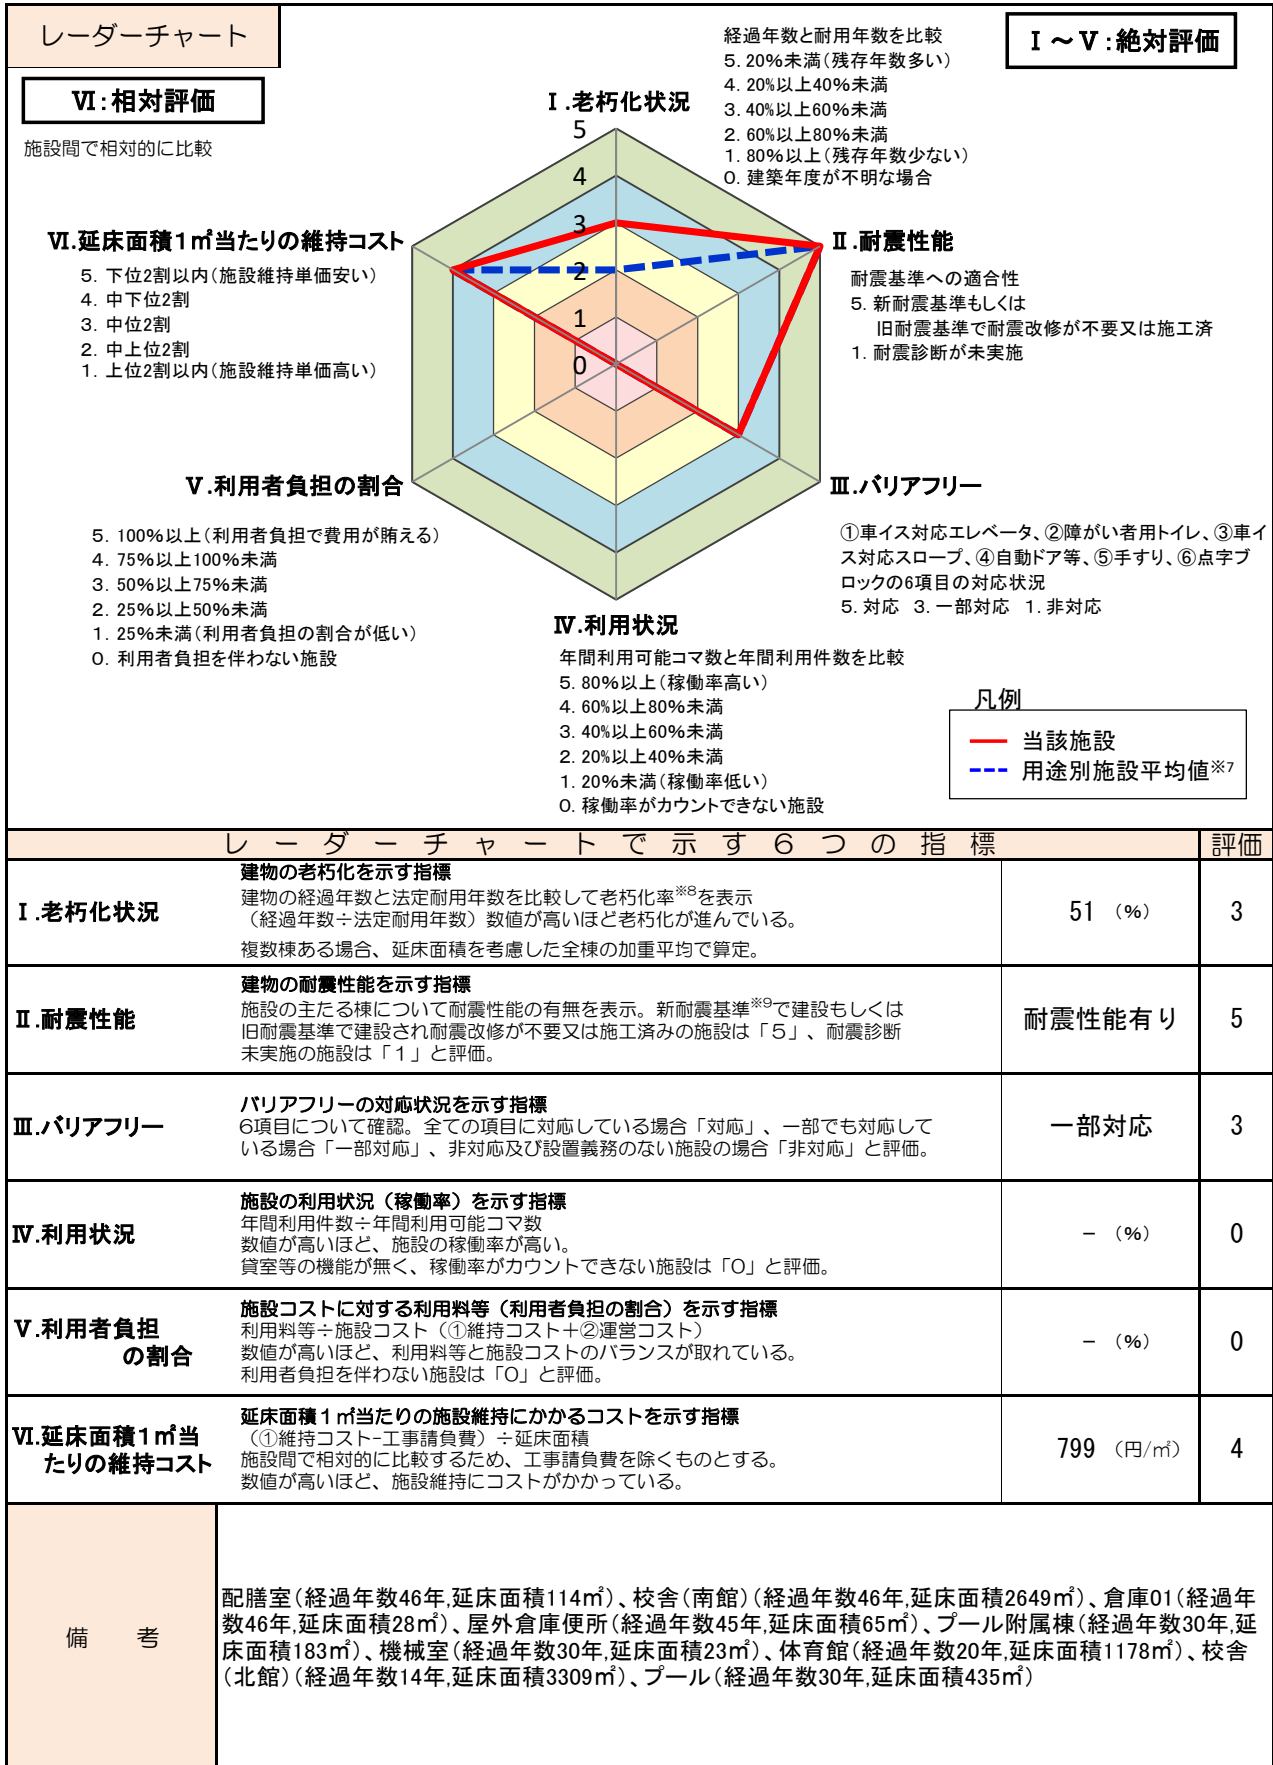 レーダーチャート
Ⅰ～Ⅴ:絶対評価
Ⅵ:相対評価
施設間で相対的に比較
経過年数と耐用年数を比較
5. 20%未満(残存年数多い)
4. 20%以上40%未満
3. 40%以上60%未満
2. 60%以上80%未満
1. 80%以上(残存年数少ない)
0. 建築年度が不明な場合
Ⅰ.老朽化状況
5
4
3
2
1
0
Ⅵ.延床面積1㎡当たりの維持コスト
5. 下位2割以内(施設維持単価安い)
4. 中下位2割
3. 中位2割
2. 中上位2割
1. 上位2割以内(施設維持単価高い)
Ⅱ.耐震性能
耐震基準への適合性
5. 新耐震基準もしくは
旧耐震基準で耐震改修が不要又は施工済
1. 耐震診断が未実施
Ⅴ.利用者負担の割合
5. 100%以上(利用者負担で費用が賄える)
4. 75%以上100%未満
3. 50%以上75%未満
2. 25%以上50%未満
1. 25%未満(利用者負担の割合が低い)
0. 利用者負担を伴わない施設
Ⅲ.バリアフリー
①車イス対応エレベータ、②障がい者用トイレ、③車イ
ス対応スロープ、④自動ドア等、⑤手すり、⑥点字ブ
ロックの6項目の対応状況
5. 対応 3. 一部対応 1. 非対応
Ⅳ.利用状況
年間利用可能コマ数と年間利用件数を比較
5. 80%以上(稼働率高い)
4. 60%以上80%未満
3. 40%以上60%未満
2. 20%以上40%未満
1. 20%未満(稼働率低い)
0. 稼働率がカウントできない施設
凡例
当該施設
用途別施設平均値※7
レーダーチャートで示す6つの指標 評価
Ⅰ.老朽化状況
建物の老朽化を示す指標
建物の経過年数と法定耐用年数を比較して老朽化率※8を表示
(経過年数÷法定耐用年数)数値が高いほど老朽化が進んでいる。
複数棟ある場合、延床面積を考慮した全棟の加重平均で算定。
51 (%) 3
Ⅱ.耐震性能
建物の耐震性能を示す指標
施設の主たる棟について耐震性能の有無を表示。新耐震基準※9で建設もしくは
旧耐震基準で建設され耐震改修が不要又は施工済みの施設は「5」、耐震診断
未実施の施設は「1」と評価。
耐震性能有り 5
Ⅲ.バリアフリー
バリアフリーの対応状況を示す指標
6項目について確認。全ての項目に対応している場合「対応」、一部でも対応して
いる場合「一部対応」、非対応及び設置義務のない施設の場合「非対応」と評価。
一部対応 3
Ⅳ.利用状況
施設の利用状況(稼働率)を示す指標
年間利用件数÷年間利用可能コマ数
数値が高いほど、施設の稼働率が高い。
貸室等の機能が無く、稼働率がカウントできない施設は「0」と評価。
－ (%) 0
Ⅴ.利用者負担
の割合
施設コストに対する利用料等(利用者負担の割合)を示す指標
利用料等÷施設コスト(①維持コスト+②運営コスト)
数値が高いほど、利用料等と施設コストのバランスが取れている。
利用者負担を伴わない施設は「0」と評価。
－ (%) 0
Ⅵ.延床面積1㎡当
たりの維持コスト
延床面積1㎡当たりの施設維持にかかるコストを示す指標
(①維持コスト-工事請負費)÷延床面積
施設間で相対的に比較するため、工事請負費を除くものとする。
数値が高いほど、施設維持にコストがかかっている。
799 (円/㎡) 4
備 考
配膳室(経過年数46年,延床面積114㎡)、校舎(南館)(経過年数46年,延床面積2649㎡)、倉庫01(経過年
数46年,延床面積28㎡)、屋外倉庫便所(経過年数45年,延床面積65㎡)、プール附属棟(経過年数30年,延
床面積183㎡)、機械室(経過年数30年,延床面積23㎡)、体育館(経過年数20年,延床面積1178㎡)、校舎
(北館)(経過年数14年,延床面積3309㎡)、プール(経過年数30年,延床面積435㎡)